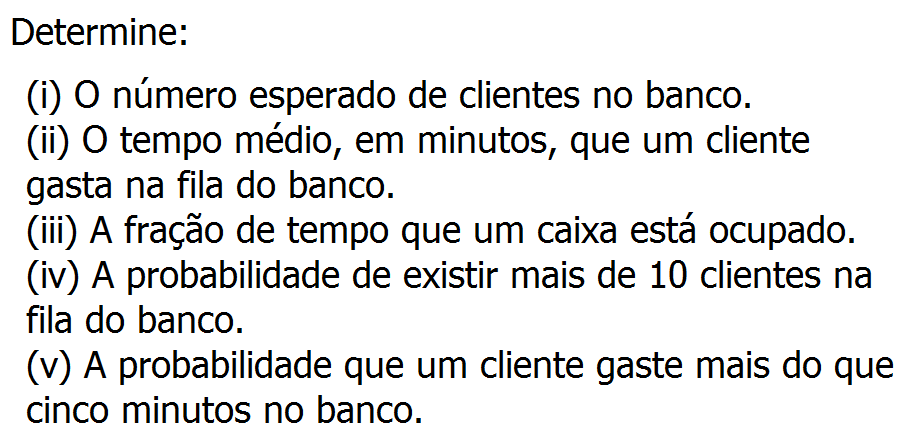 Determine:
(i) O número esperado de clientes no banco.
(ii) O tempo médio, em minutos, que um cliente
gasta na fila do banco.
(iii) A fração de tempo que um caixa está ocupado.
(iv) A probabilidade de existir mais de 10 clientes na
fila do banco.
(v) A probabilidade que um cliente gaste mais do que
cinco minutos no banco.